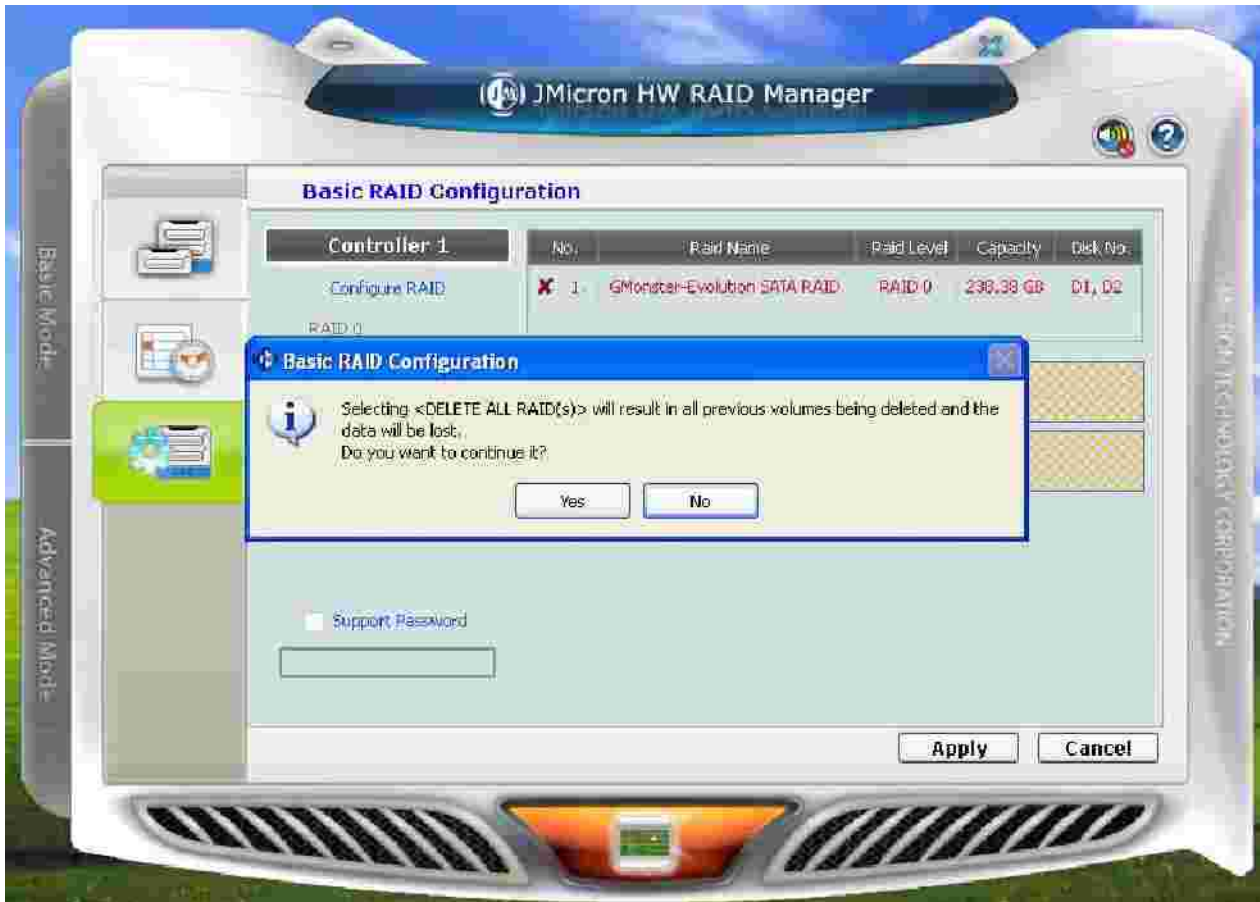 JMicron HW RAID Manager
Basic RAID Configuration
Controller 1
No. Raid Name Raid Level Capacity Disk No.
Configure RAID
1 GMonster-Evolution SATA RAID RAID 0 238.38 GB D1, D2
RAID 0
Basic RAID Configuration
Selecting <DELETE ALL RAID(s)> will result in all previous volumes being deleted and the
data will be lost.
Do you want to continue it?
Yes No
Support Password
Apply Cancel
Basic Mode
Advanced Mode
TECHNOLOGY CORPORATION